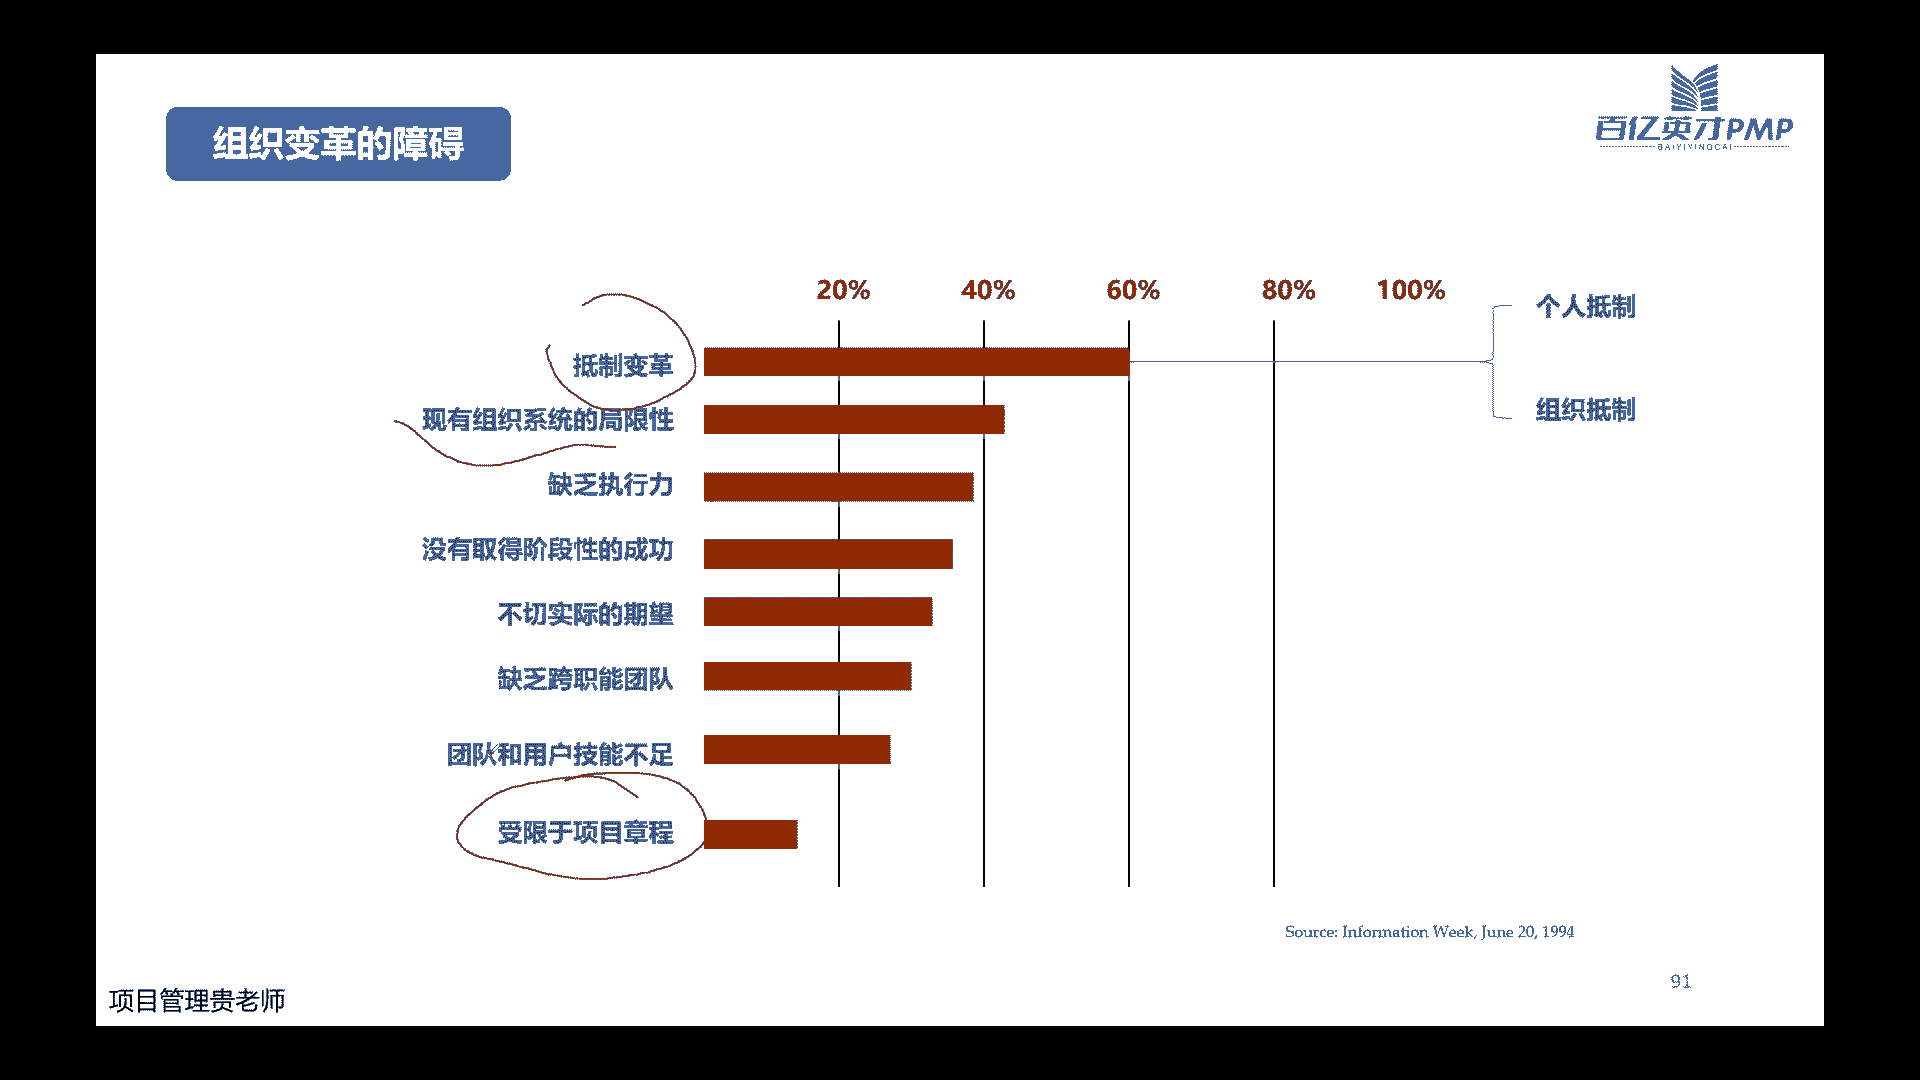 百亿英才PMP
BAIYIYINGCAI
组织变革的障碍
20% 40% 60% 80% 100%
个人抵制
抵制变革
组织抵制
现有组织系统的局限性
缺乏执行力
没有取得阶段性的成功
不切实际的期望
缺乏跨职能团队
团队和用户技能不足
受限于项目章程
Source: Information Week, June 20, 1994
91
项目管理贵老师